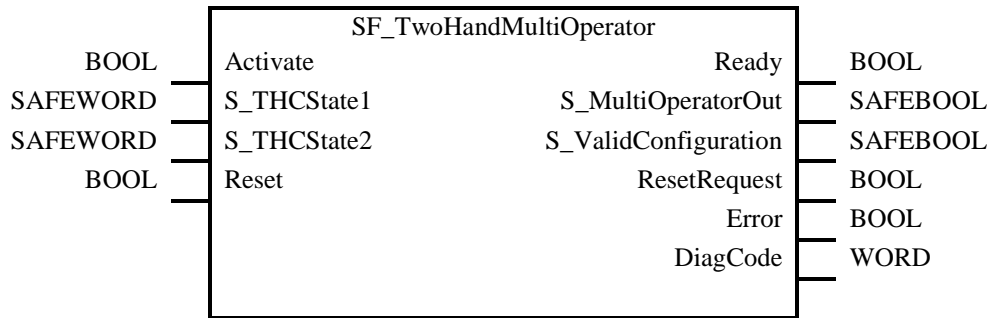 SF_TwoHandMultiOperator
BOOL Activate Ready BOOL
SAFEWORD S_THCState1 S_MultiOperatorOut SAFEBOOL
SAFEWORD S_THCState2 S_ValidConfiguration SAFEBOOL
BOOL Reset ResetRequest BOOL
Error BOOL
DiagCode WORD